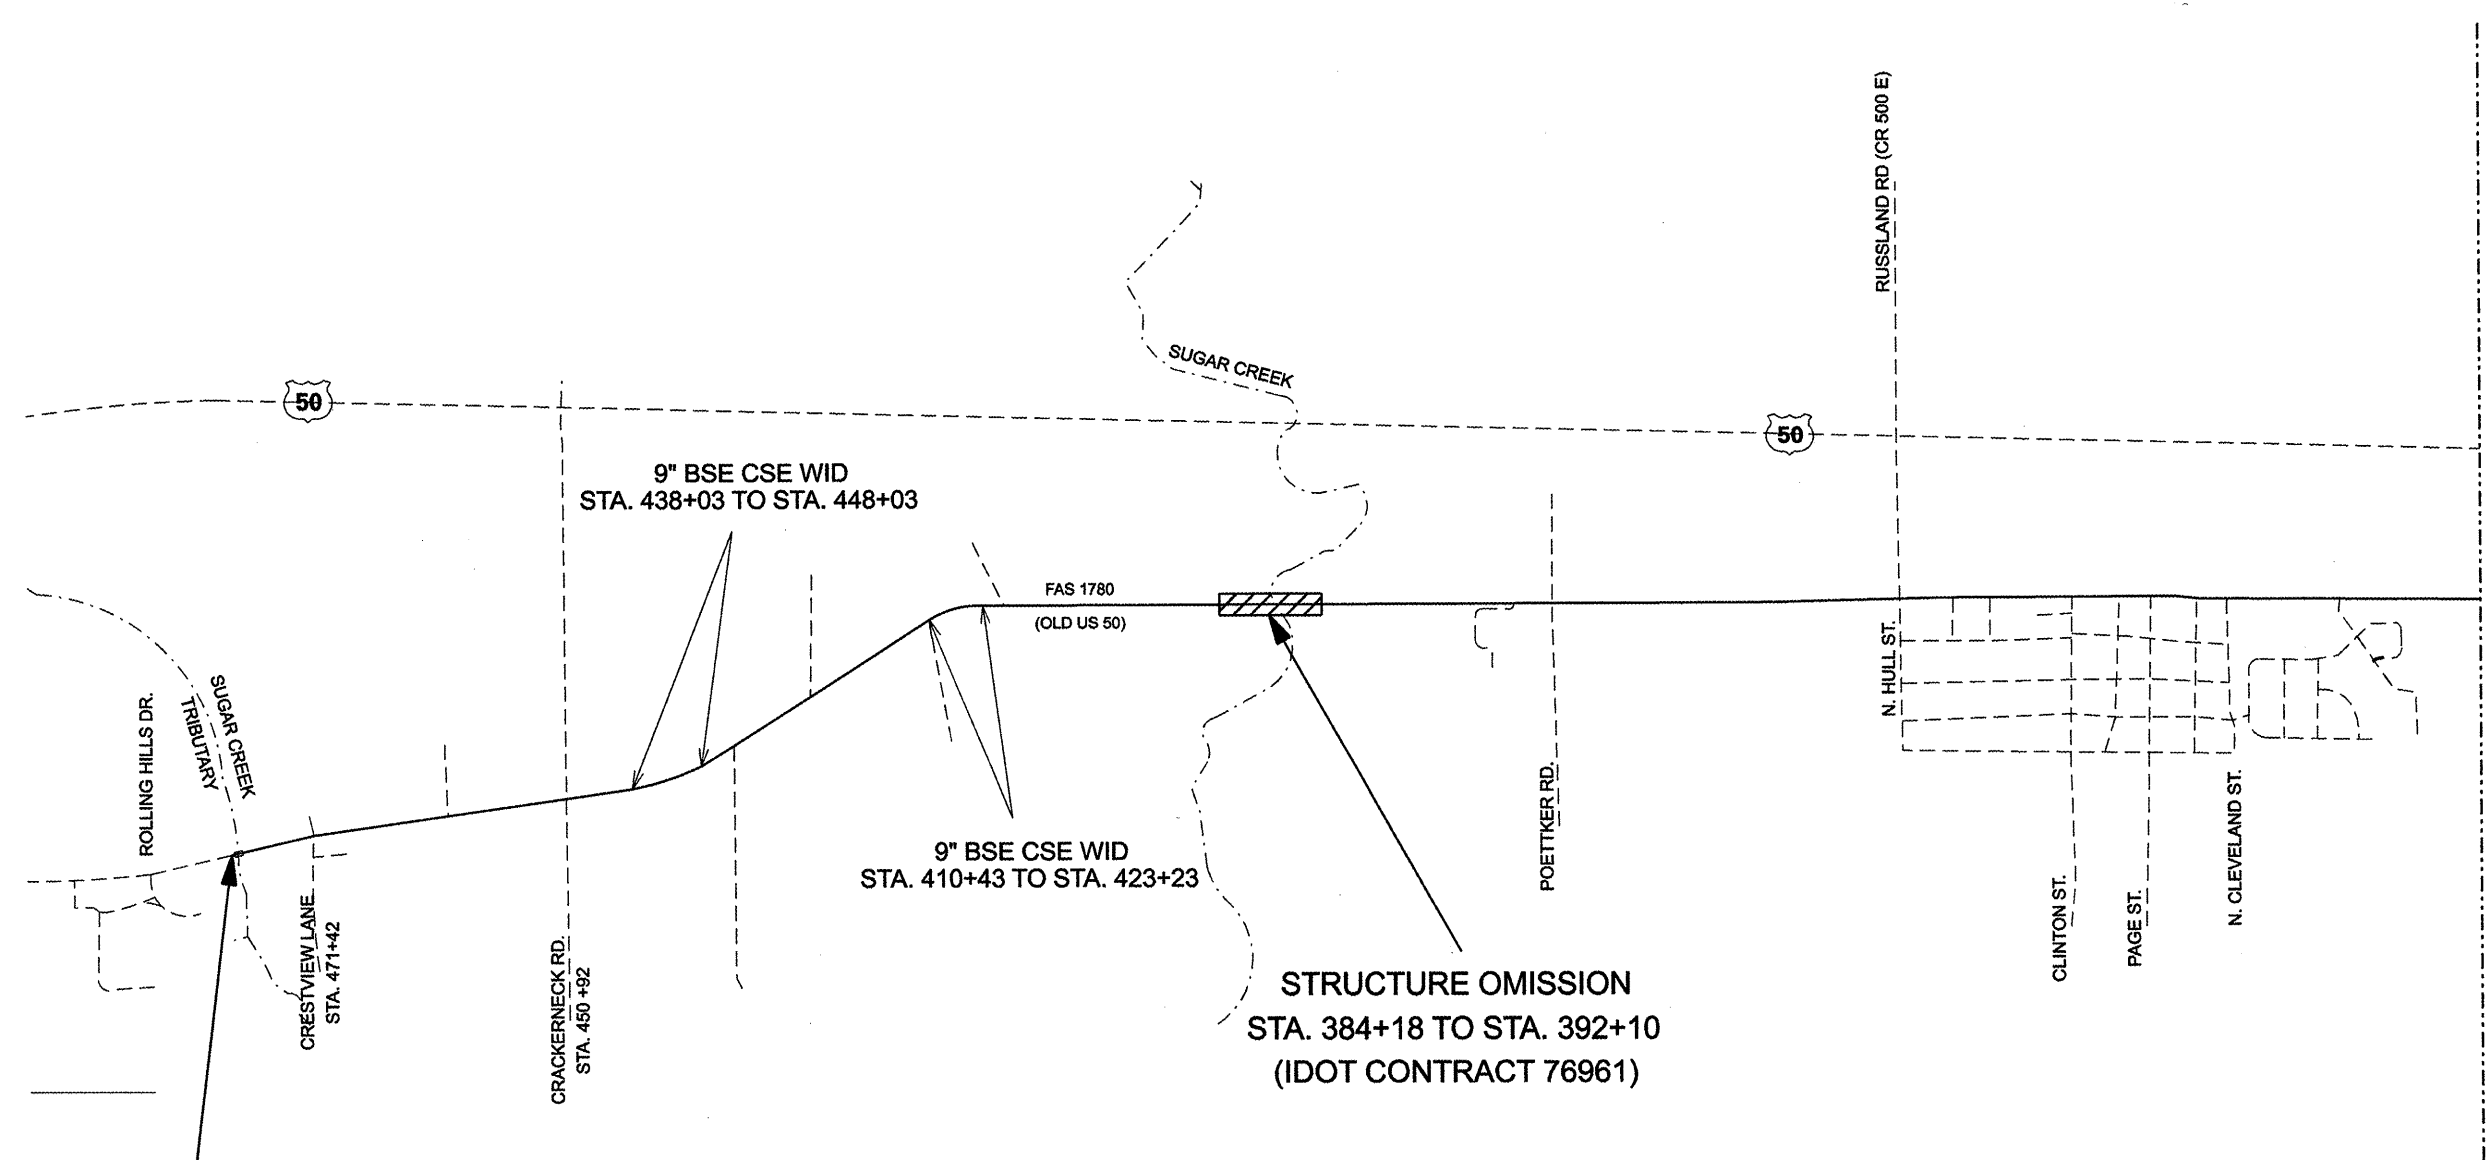 RUSSLAND RD (CR 500 E)
SUGAR CREEK
50
50
9" BSE CSE WID
STA. 438+03 TO STA. 448+03
FAS 1780
(OLD US 50)
N. HULL ST.
SUGAR CREEK
TRIBUTARY
ROLLING HILLS DR.
9" BSE CSE WID
STA. 410+43 TO STA. 423+23
POETTKER RD.
N. CLEVELAND ST.
CLINTON ST.
PAGE ST.
CRESTVIEW LANE
STA. 471+42
CRACKERNECK RD.
STA. 450 +92
STRUCTURE OMISSION
STA. 384+18 TO STA. 392+10
(IDOT CONTRACT 76961)